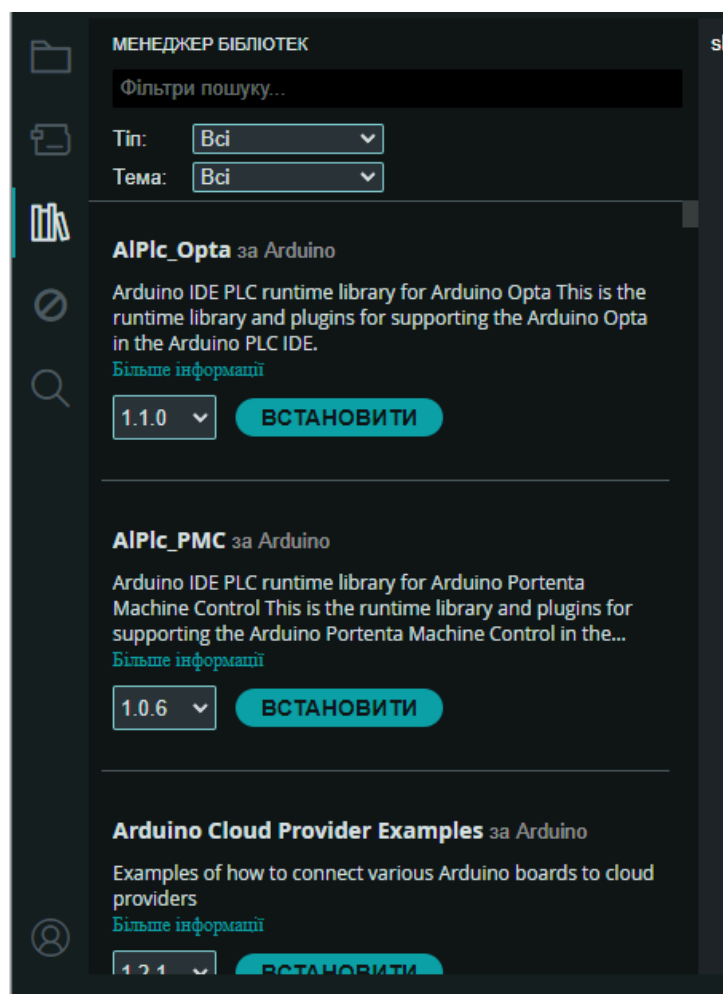 МЕНЕДЖЕР БІБЛІОТЕК
Фільтри пошуку...
Тіп: Всі
Тема: Всі
AlPlc_Opta за Arduino
Arduino IDE PLC runtime library for Arduino Opta This is the
runtime library and plugins for supporting the Arduino Opta
in the Arduino PLC IDE.
Більше інформації
1.1.0 ВСТАНОВИТИ
AlPlc_PMC за Arduino
Arduino IDE PLC runtime library for Arduino Portenta
Machine Control This is the runtime library and plugins for
supporting the Arduino Portenta Machine Control in the...
Більше інформації
1.0.6 ВСТАНОВИТИ
Arduino Cloud Provider Examples за Arduino
Examples of how to connect various Arduino boards to cloud
providers
Більше інформації
1.2.1 ВСТАНОВИТИ